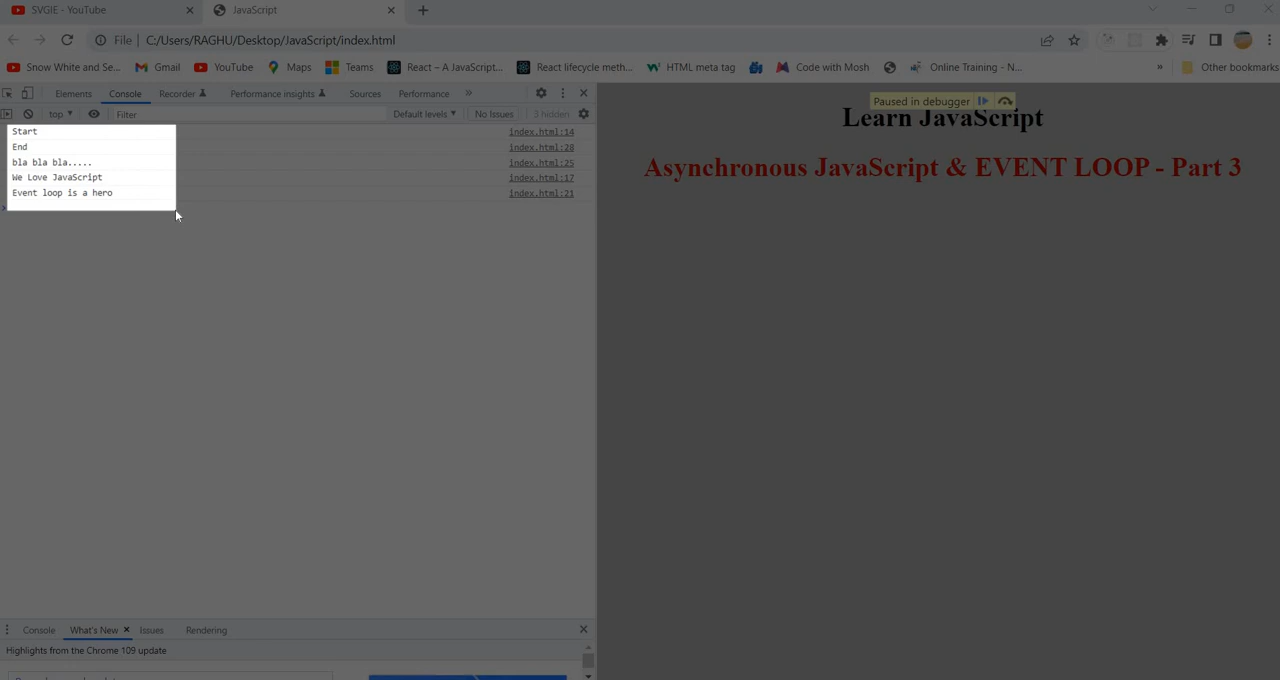 SVGIE - YouTube
JavaScript
File
C:/Users/RAGHU/Desktop/JavaScript/index.html
Snow White and Se...
Gmail
YouTube
Maps
Teams
React – A JavaScript...
React lifecycle meth...
HTML meta tag
Code with Mosh
Online Training - N...
»
Other bookmarks
Elements
Console
Recorder
Performance insights
Sources
Performance
»
top
Filter
Default levels
No Issues
3 hidden
Start
index.html:14
End
index.html:28
bla bla bla.....
index.html:25
We Love JavaScript
index.html:17
Event loop is a hero
index.html:21
Paused in debugger
Learn JavaScript
Asynchronous JavaScript & EVENT LOOP - Part 3
Console
What's New
Issues
Rendering
Highlights from the Chrome 109 update